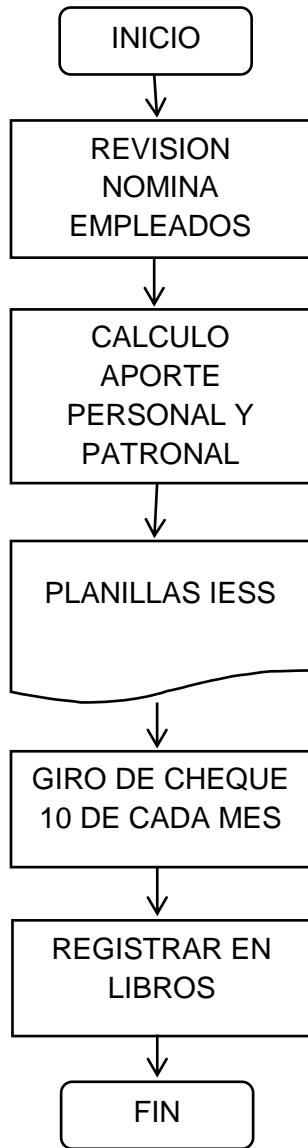 INICIO
REVISION
NOMINA
EMPLEADOS
CALCULO
APORTE
PERSONAL Y
PATRONAL
PLANILLAS IESS
GIRO DE CHEQUE
10 DE CADA MES
REGISTRAR EN
LIBROS
FIN